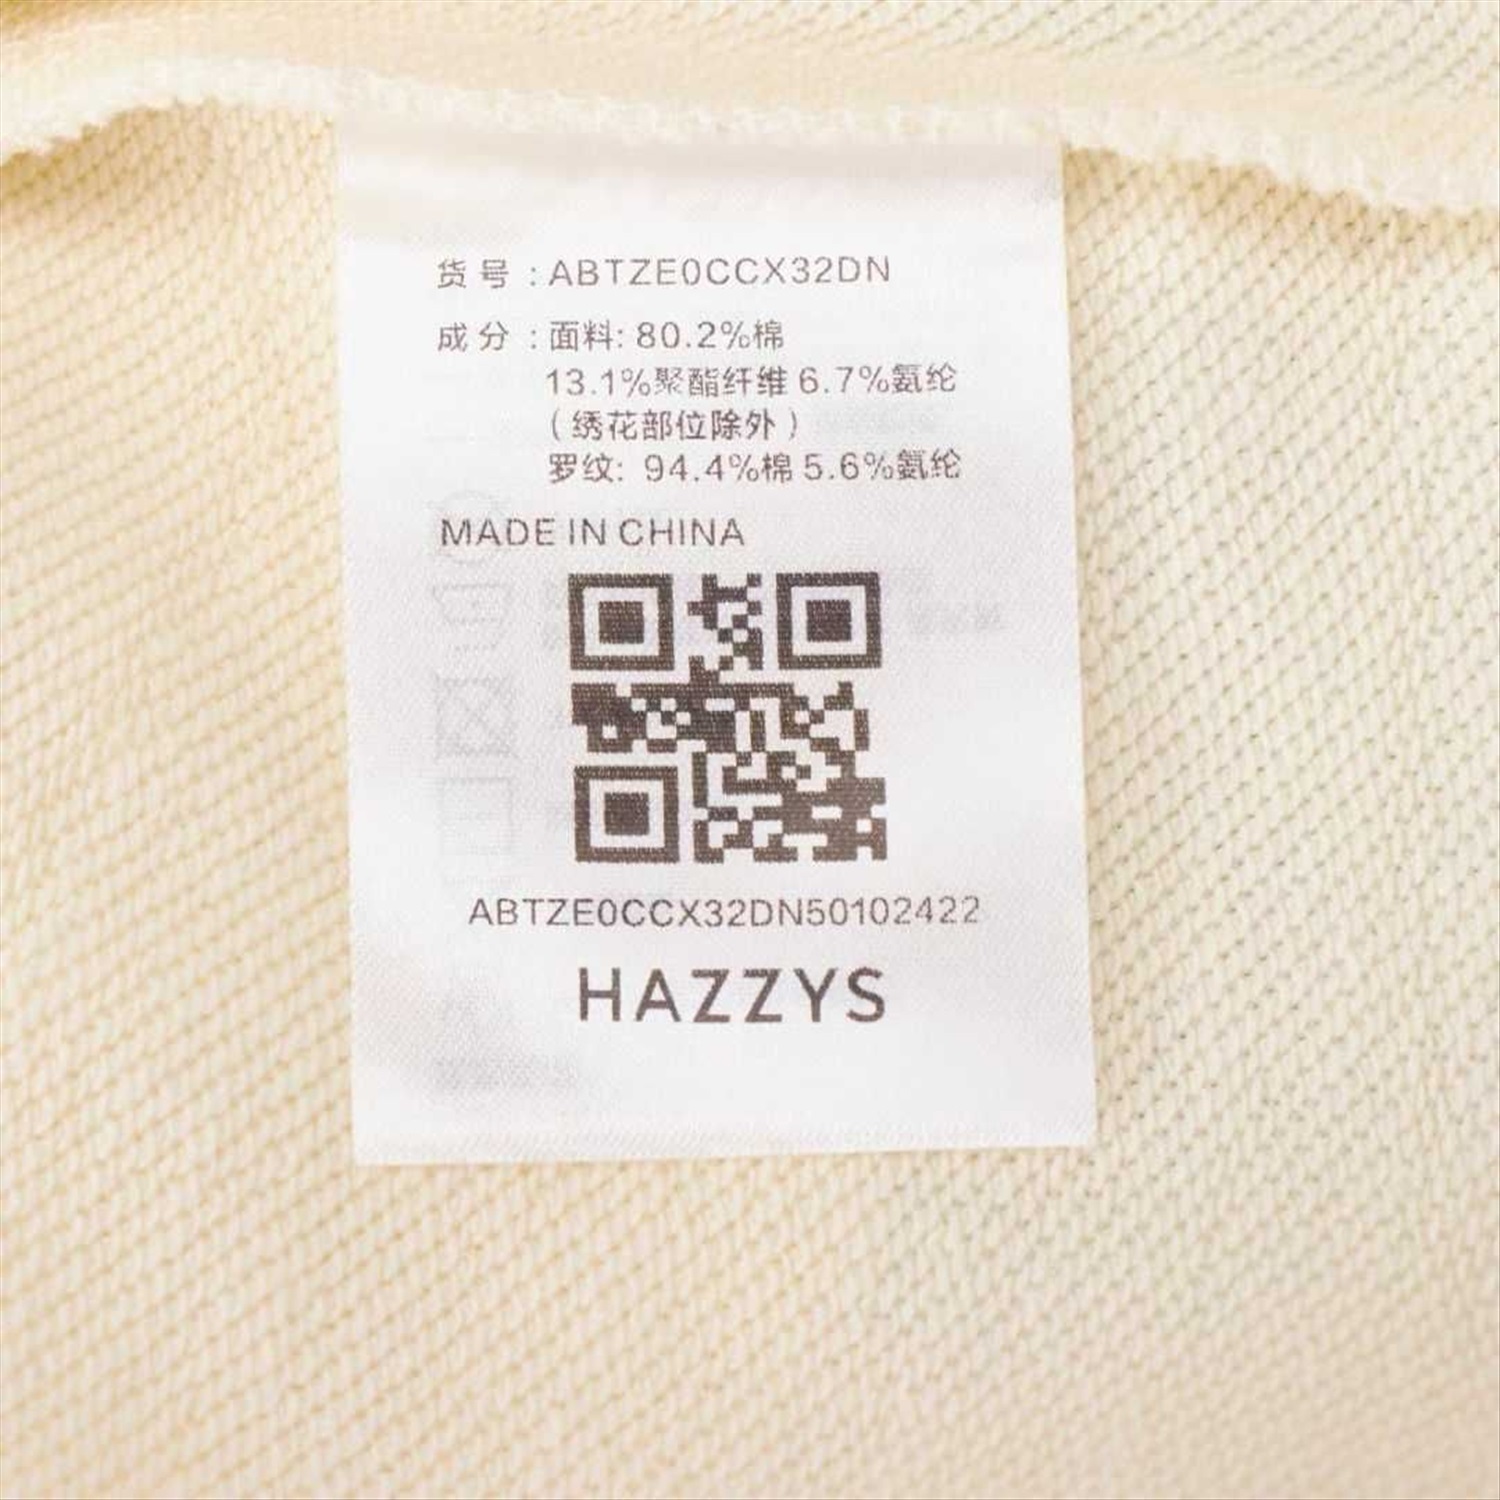 货号:ABTZE0CCX32DN
成分:面料: 80.2%棉
13.1%聚酯纤维 6.7%氨纶
(绣花部位除外)
罗纹: 94.4%棉 5.6%氨纶
MADE IN CHINA
ABTZE0CCX32DN50102422
HAZZYS